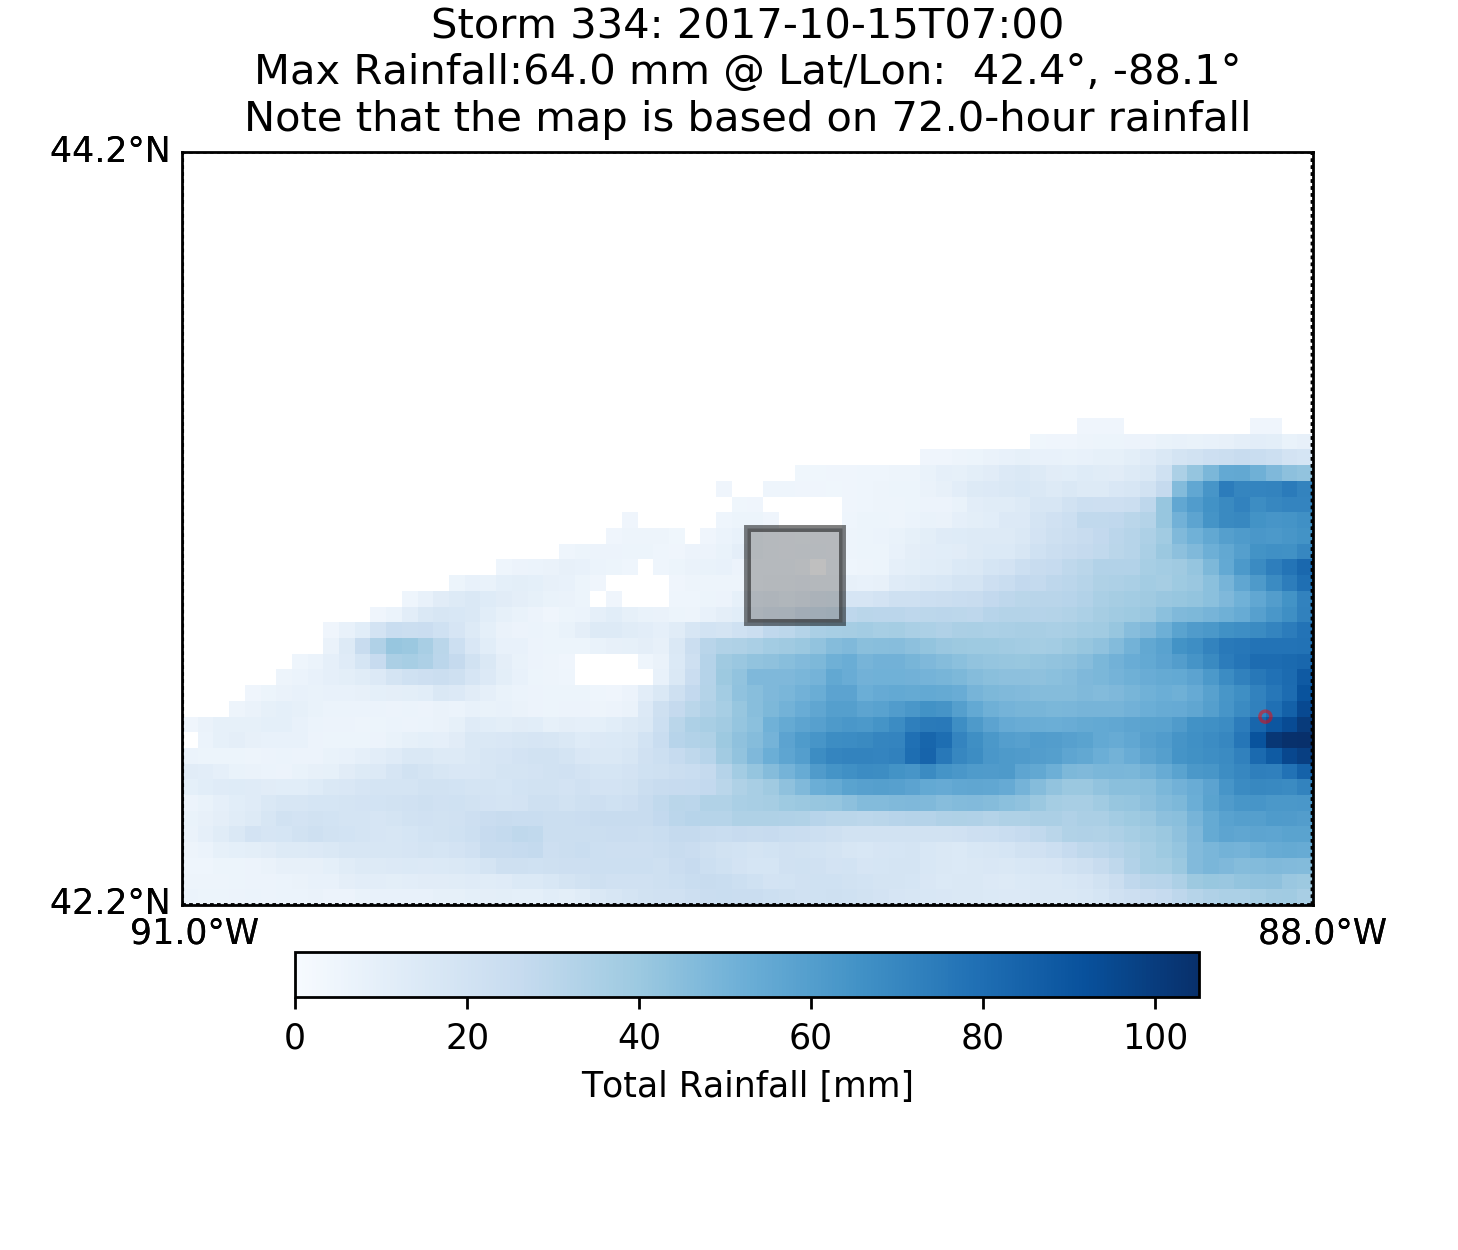 Storm 334: 2017-10-15T07:00
Max Rainfall:64.0 mm @ Lat/Lon:  42.4°, -88.1°
Note that the map is based on 72.0-hour rainfall
44.2°N
42.2°N
91.0°W 88.0°W
0 20 40 60 80 100
Total Rainfall [mm]